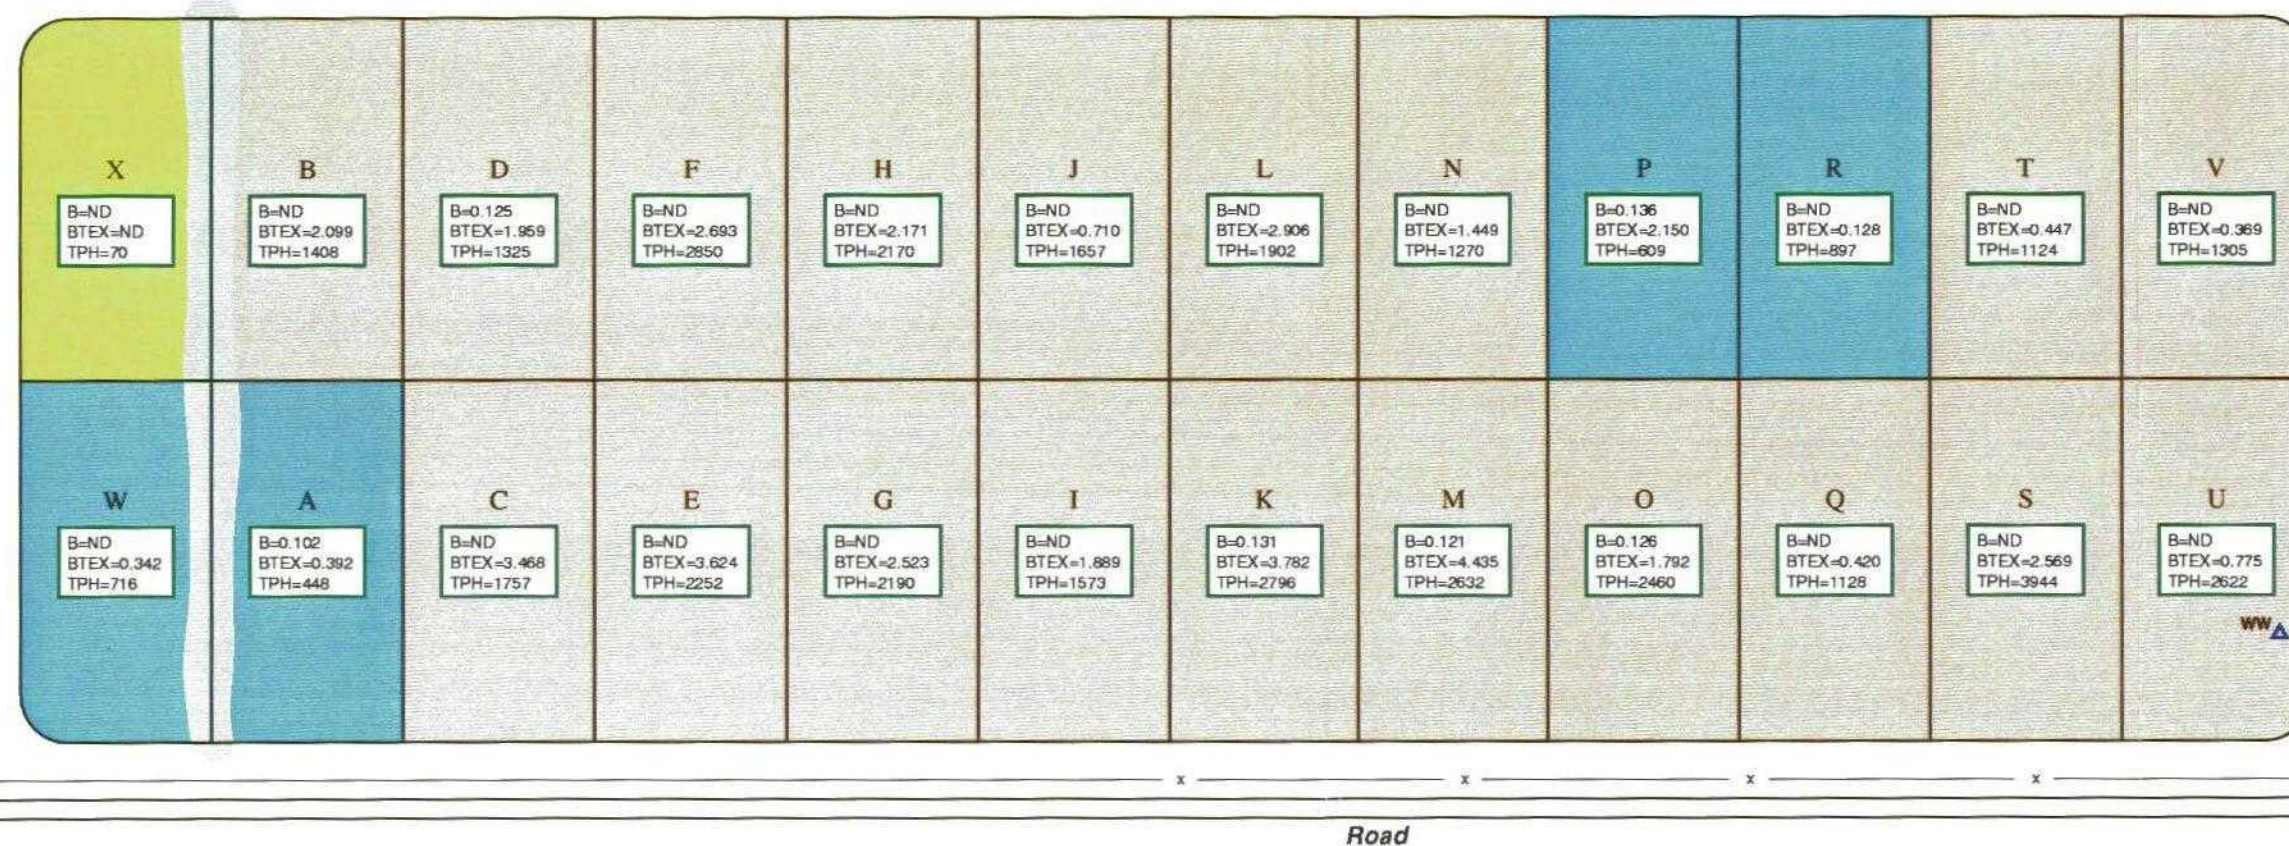 X
B=ND
BTEX=ND
TPH=70
B
B=ND
BTEX=2.099
TPH=1408
D
B=0.125
BTEX=1.959
TPH=1325
F
B=ND
BTEX=2.693
TPH=2850
H
B=ND
BTEX=2.171
TPH=2170
J
B=ND
BTEX=0.710
TPH=1657
L
B=ND
BTEX=2.906
TPH=1902
N
B=ND
BTEX=1.449
TPH=1270
P
B=0.136
BTEX=2.150
TPH=609
R
B=ND
BTEX=0.128
TPH=897
T
B=ND
BTEX=0.447
TPH=1124
V
B=ND
BTEX=0.369
TPH=1305
W
B=ND
BTEX=0.342
TPH=716
A
B=0.102
BTEX=0.392
TPH=448
C
B=ND
BTEX=3.468
TPH=1757
E
B=ND
BTEX=3.624
TPH=2252
G
B=ND
BTEX=2.523
TPH=2190
I
B=ND
BTEX=1.889
TPH=1573
K
B=0.131
BTEX=3.782
TPH=2796
M
B=0.121
BTEX=4.435
TPH=2632
O
B=0.126
BTEX=1.792
TPH=2460
Q
B=ND
BTEX=0.420
TPH=1128
S
B=ND
BTEX=2.569
TPH=3944
U
B=ND
BTEX=0.775
TPH=2622
WW
x x x x
Road